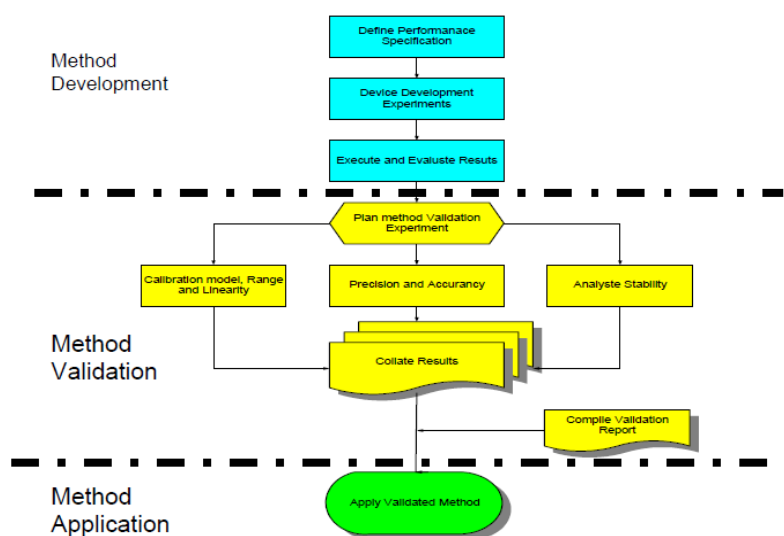 Define Performanace
Specification
Method
Development
Device Development
Experiments
Execute and Evaluste Resuts
Plan method Validation
Experiment
Calibration model, Range
and Linearity
Precision and Accurancy
Analyste Stability
Method
Validation
Collate Results
Compile Validation
Report
Method
Application
Apply Validated Method